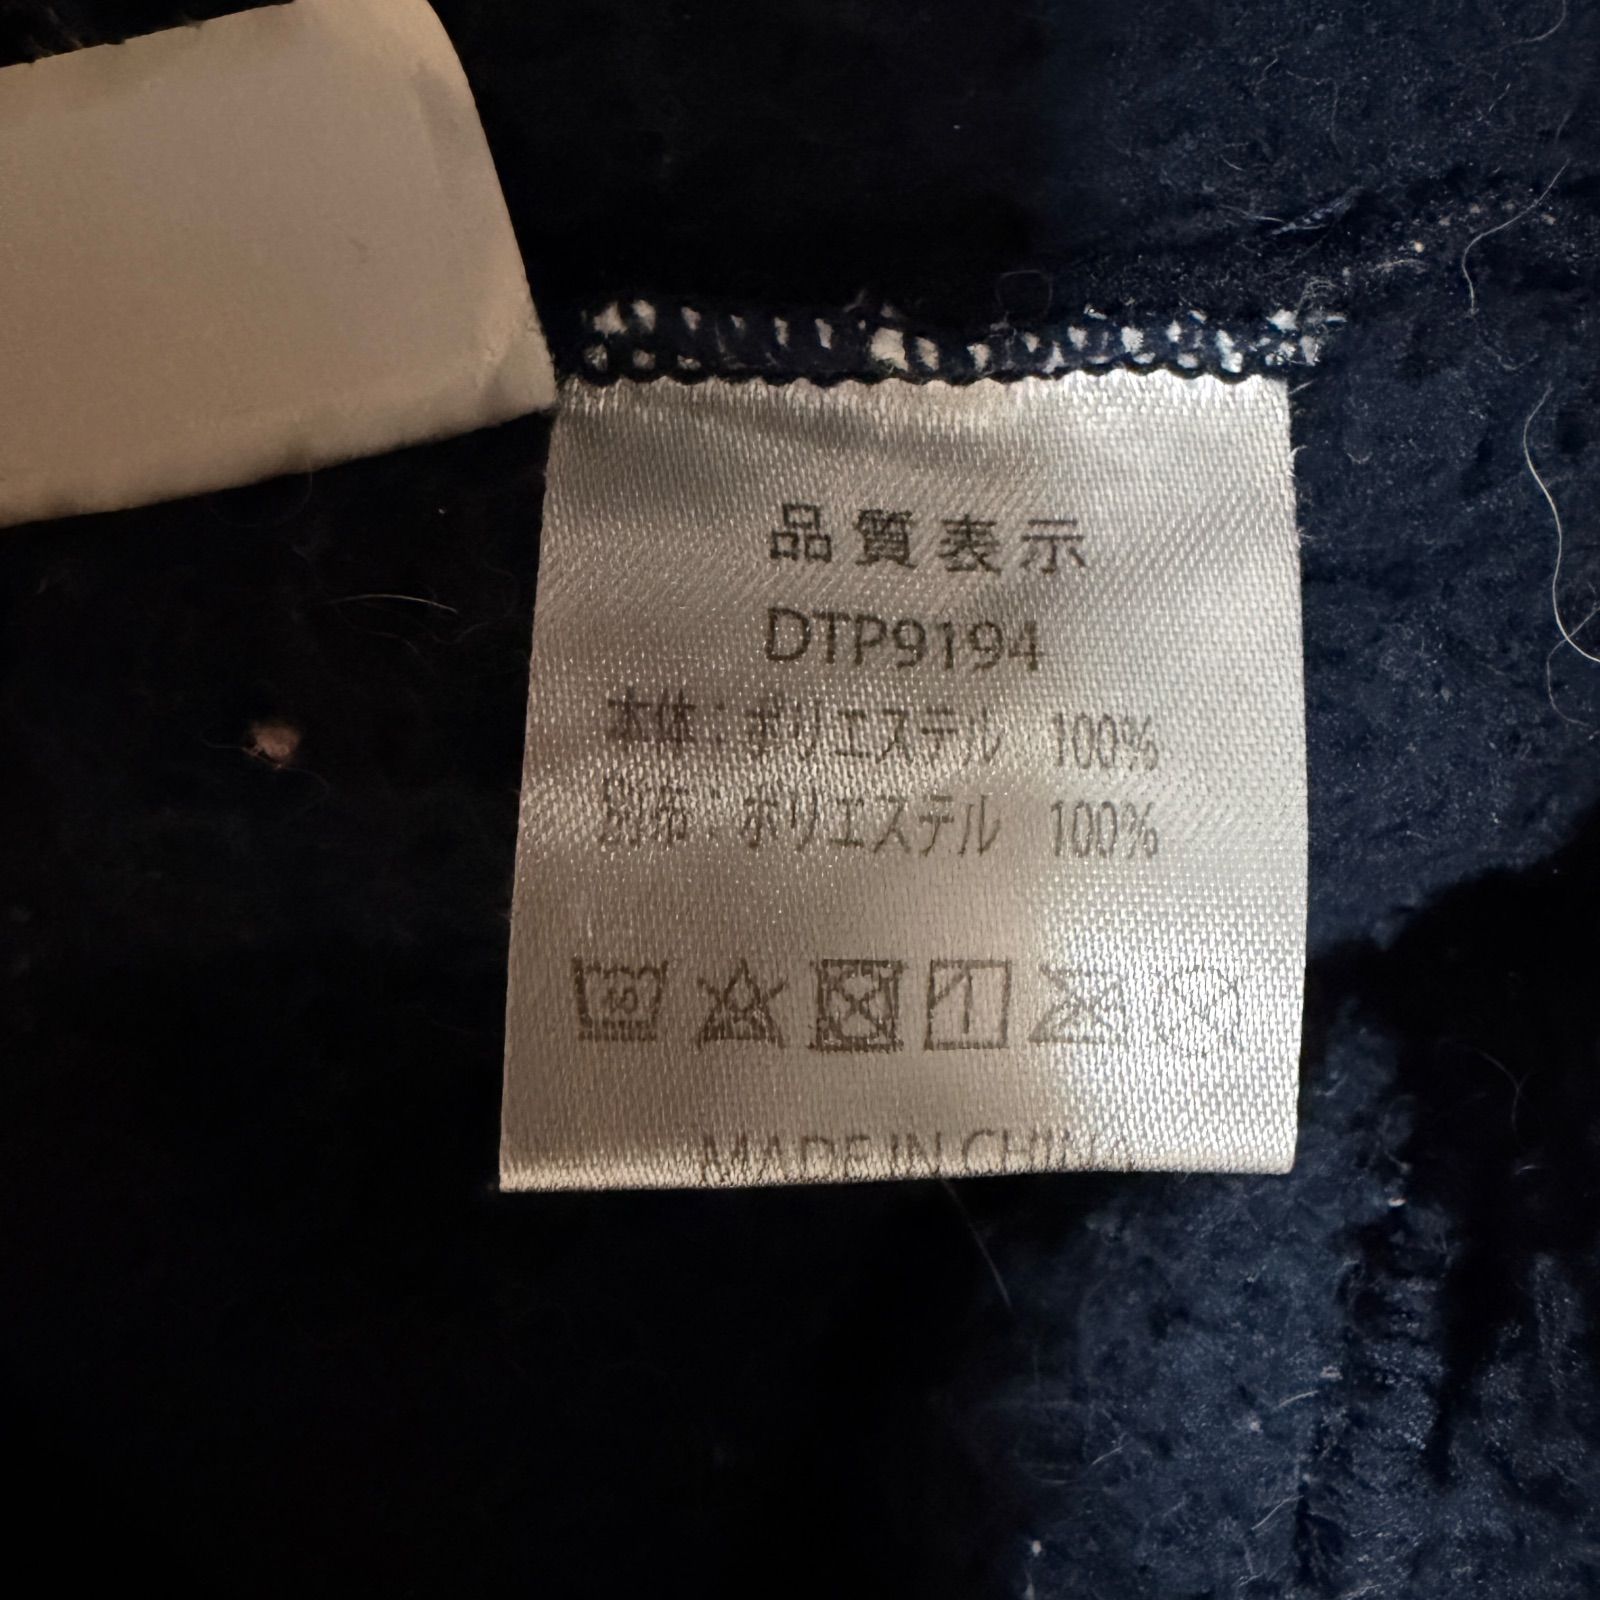 品質表示
DTP9194
本体：ポリエステル 100%
別布：ポリエステル 100%
MADE IN CHINA